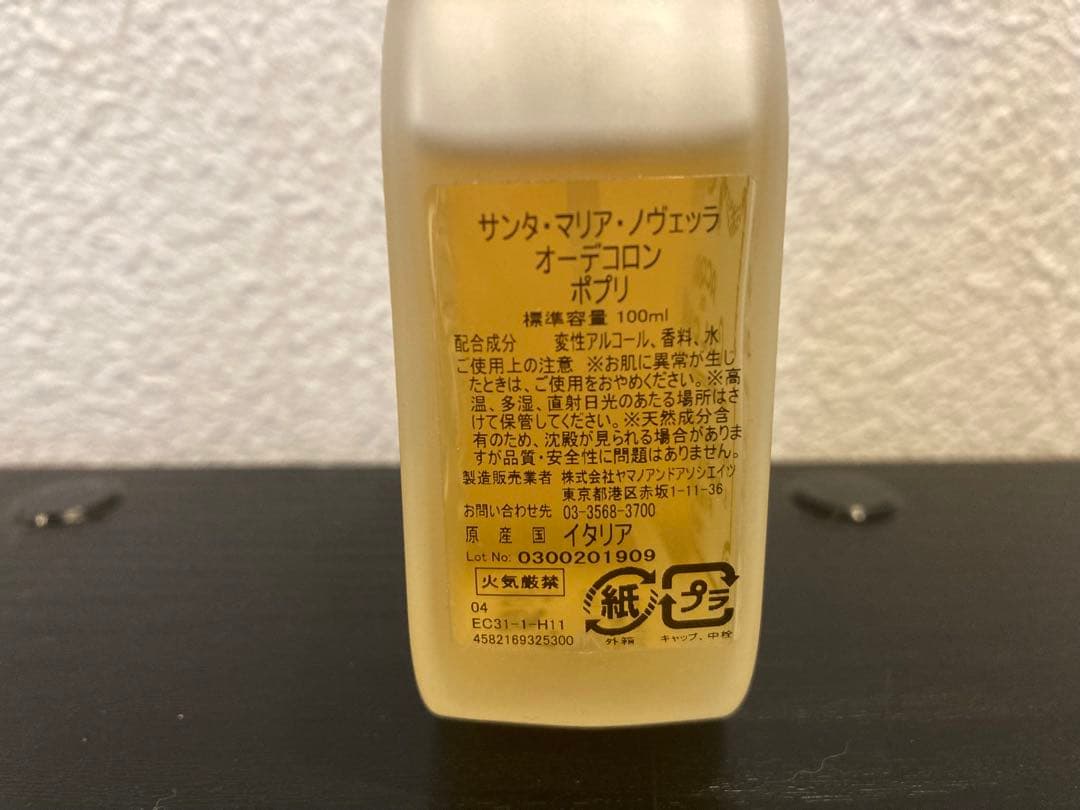 サンタ・マリア・ノヴェッラ
オーデコロン
ポプリ
標準容量 100ml
配合成分 変性アルコール、香料、水
ご使用上の注意 ※お肌に異常が生じ
たときは、ご使用をおやめください。※高
温、多湿、直射日光のあたる場所はさ
けて保管してください。※天然成分含
有のため、沈殿が見られる場合がありま
すが品質・安全性に問題はありません。
製造販売業者 株式会社ヤマノアンドアソシエイツ
東京都港区赤坂1-11-36
お問い合わせ先 03-3568-3700
原産国 イタリア
Lot No: 0300201909
火気厳禁
04
EC31-1-H11
4582169325300
紙
外箱
プラ
キャップ、中栓